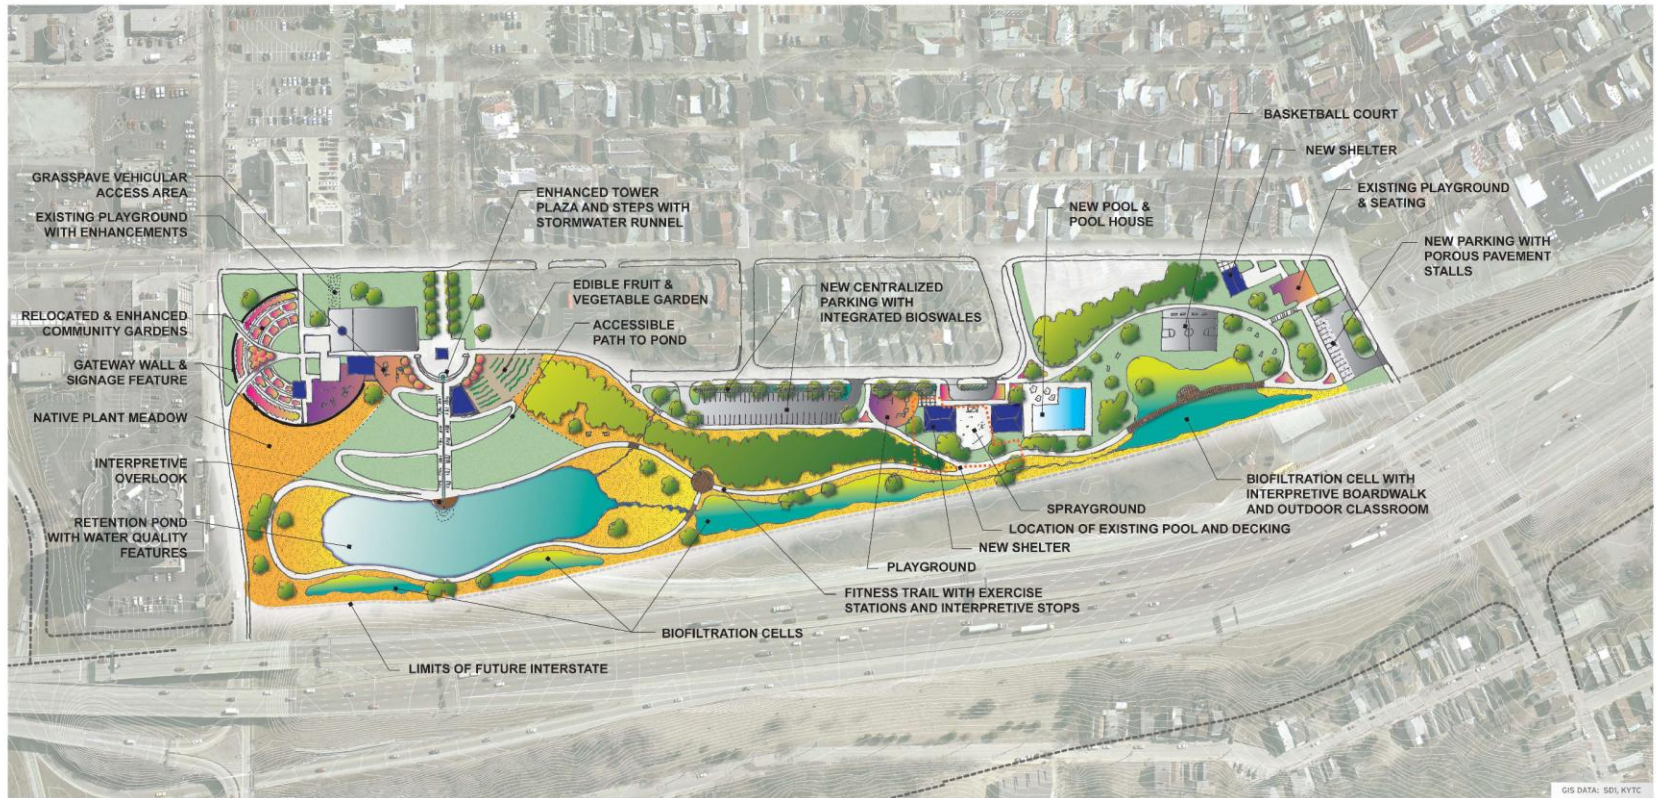 BASKETBALL COURT
NEW SHELTER
GRASSPAVE VEHICULAR
ACCESS AREA
EXISTING PLAYGROUND
WITH ENHANCEMENTS
ENHANCED TOWER
PLAZA AND STEPS WITH
STORMWATER RUNNEL
NEW POOL &
POOL HOUSE
EXISTING PLAYGROUND
& SEATING
NEW PARKING WITH
POROUS PAVEMENT
STALLS
EDIBLE FRUIT &
VEGETABLE GARDEN
NEW CENTRALIZED
PARKING WITH
INTEGRATED BIOSWALES
RELOCATED & ENHANCED
COMMUNITY GARDENS
ACCESSIBLE
PATH TO POND
GATEWAY WALL &
SIGNAGE FEATURE
NATIVE PLANT MEADOW
INTERPRETIVE
OVERLOOK
RETENTION POND
WITH WATER QUALITY
FEATURES
BIOFILTRATION CELL WITH
INTERPRETIVE BOARDWALK
AND OUTDOOR CLASSROOM
SPRAYGROUND
LOCATION OF EXISTING POOL AND DECKING
NEW SHELTER
PLAYGROUND
FITNESS TRAIL WITH EXERCISE
STATIONS AND INTERPRETIVE STOPS
BIOFILTRATION CELLS
LIMITS OF FUTURE INTERSTATE
GIS DATA: SD1, KYTC